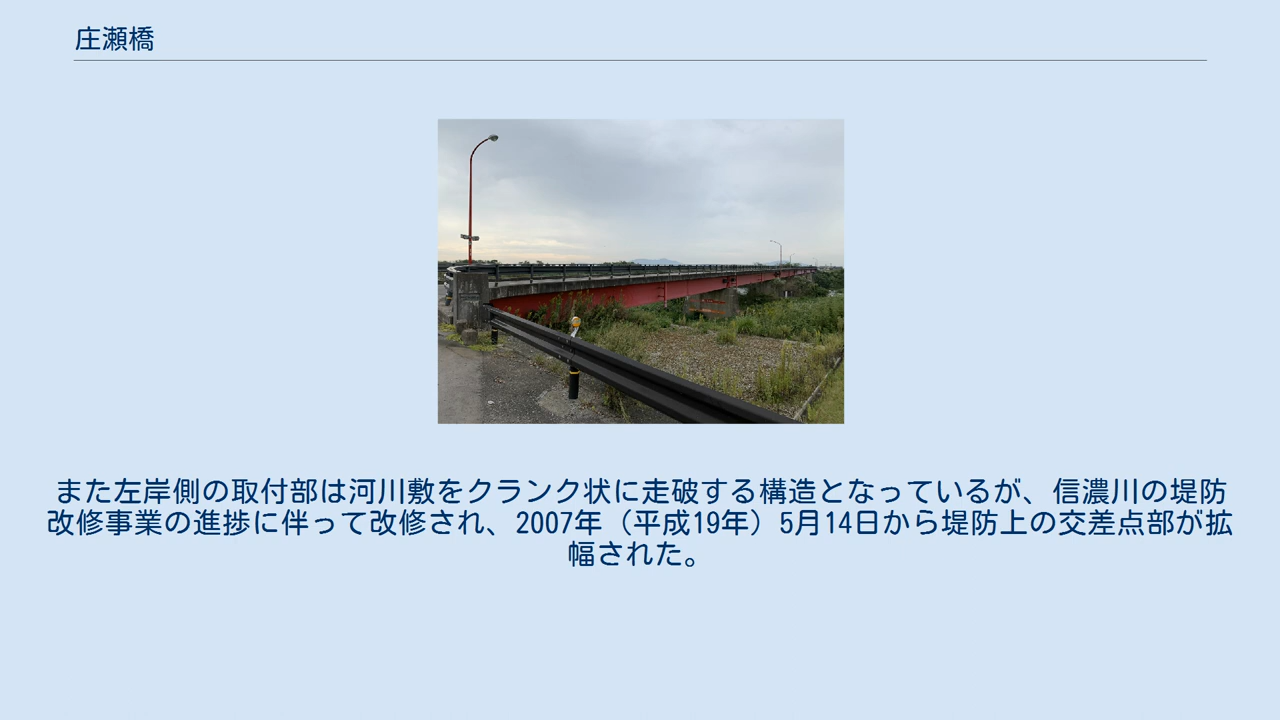 庄瀬橋
また左岸側の取付部は河川敷をクランク状に走破する構造となっているが、信濃川の堤防
改修事業の進捗に伴って改修され、2007年（平成19年）5月14日から堤防上の交差点部が拡
幅された。